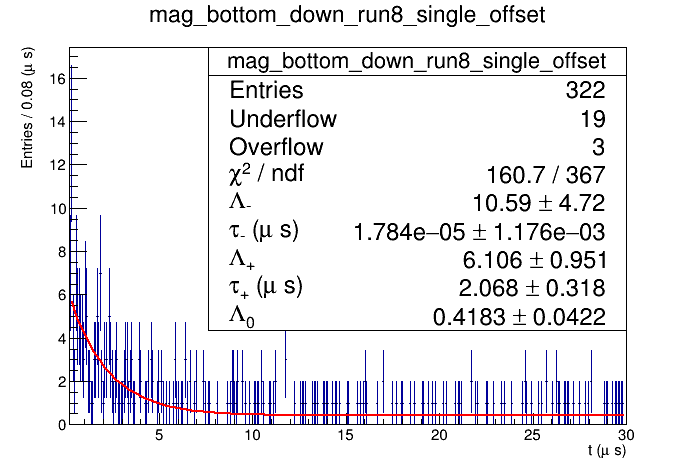 mag_bottom_down_run8_single_offset
mag_bottom_down_run8_single_offset
Entries 322
Underflow 19
Overflow 3
χ² / ndf 160.7 / 367
Λ₋ 10.59 ± 4.72
τ₋ (μ s) 1.784e−05 ± 1.176e−03
Λ₊ 6.106 ± 0.951
τ₊ (μ s) 2.068 ± 0.318
Λ₀ 0.4183 ± 0.0422
Entries / 0.08 (μ s)
16
14
12
10
8
6
4
2
0
5 10 15 20 25 30
t (μ s)